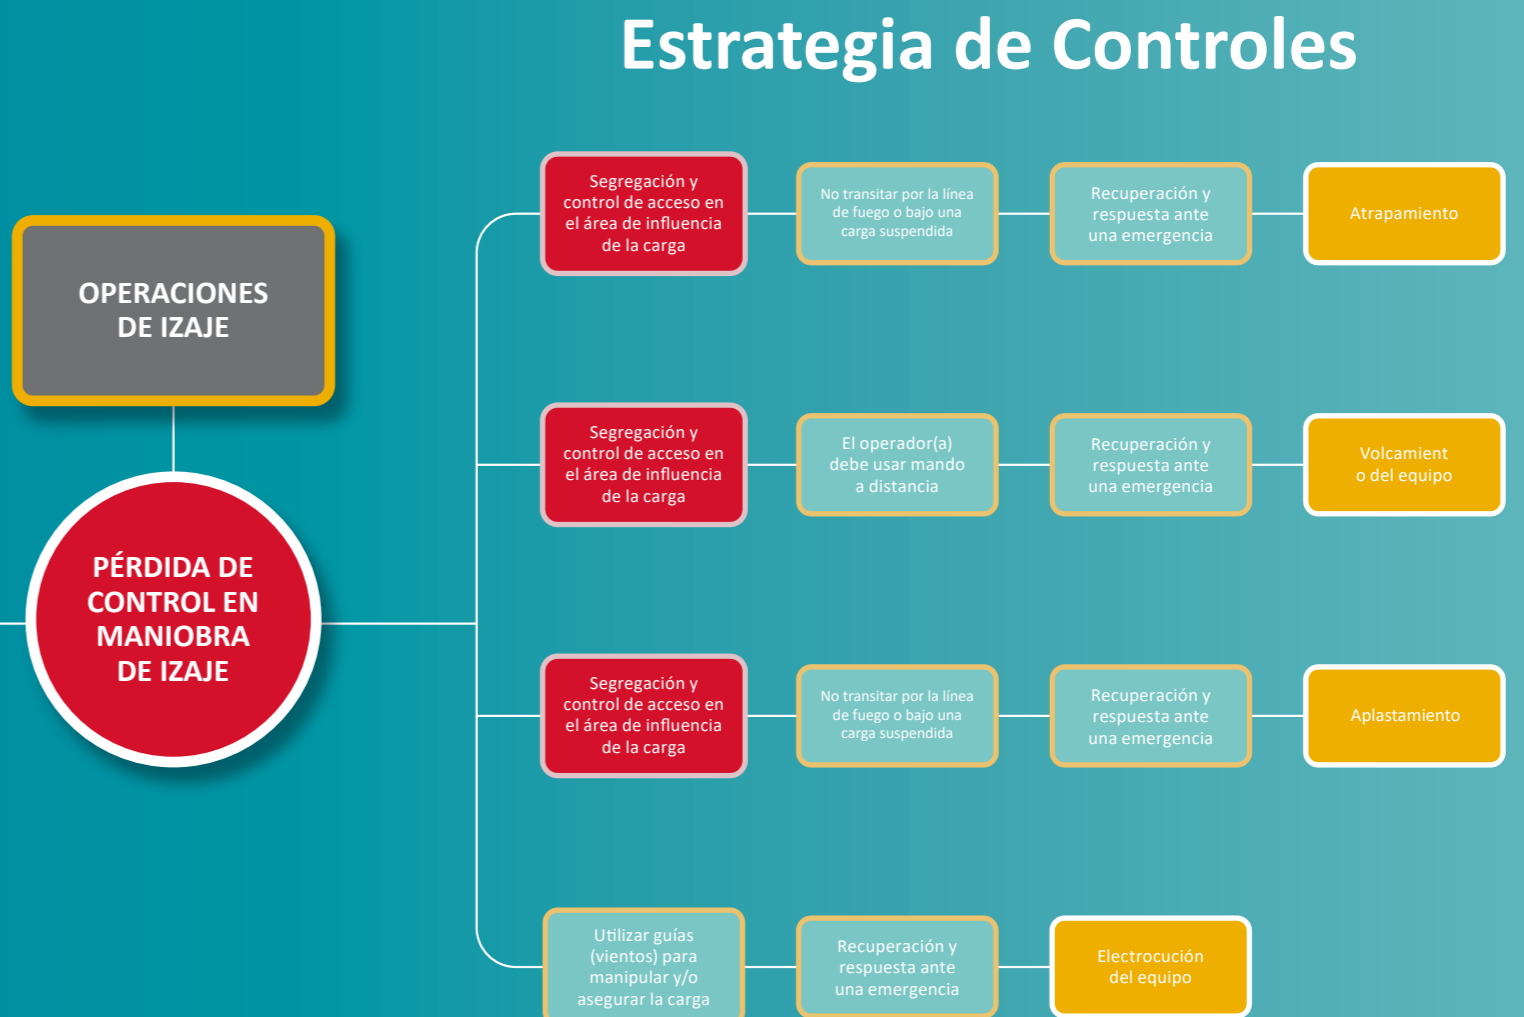 Estrategia de Controles
OPERACIONES
DE IZAJE
PÉRDIDA DE
CONTROL EN
MANIOBRA
DE IZAJE
Segregación y
control de acceso en
el área de influencia
de la carga
No transitar por la línea
de fuego o bajo una
carga suspendida
Recuperación y
respuesta ante
una emergencia
Atrapamiento
Segregación y
control de acceso en
el área de influencia
de la carga
El operador(a)
debe usar mando
a distancia
Recuperación y
respuesta ante
una emergencia
Volcamient
o del equipo
Segregación y
control de acceso en
el área de influencia
de la carga
No transitar por la línea
de fuego o bajo una
carga suspendida
Recuperación y
respuesta ante
una emergencia
Aplastamiento
Utilizar guías
(vientos) para
manipular y/o
asegurar la carga
Recuperación y
respuesta ante
una emergencia
Electrocución
del equipo